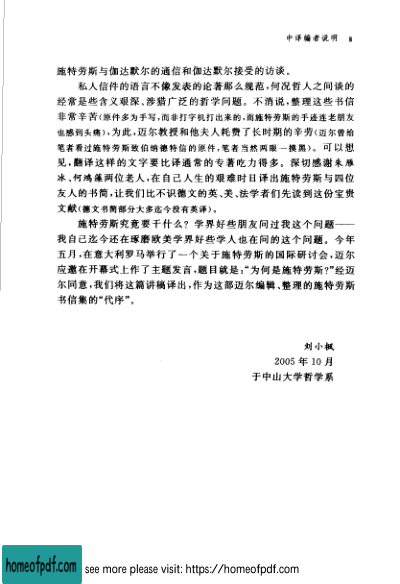 中译编者说明
施特劳斯与伽达默尔的通信和伽达默尔接受的访谈。
私人信件的语言不像发表的论著那么规范,何况哲人之间谈的
经常是些含义艰深、涉猎广泛的哲学问题。不消说,整理这些书信
非常辛苦(原件多为手写,而非打字机打出来的,而施特劳斯的手迹连老朋友
也感到头痛),为此,迈尔教授和他夫人耗费了长时期的辛劳(迈尔曾给
笔者看过施特劳斯致伯纳德特信的原件,笔者当然两眼一摸黑)。可以想
见,翻译这样的文字要比译通常的专著吃力得多。深切感谢朱雁
冰、何鸿藻两位老人,在自己人生的艰难时日译出施特劳斯与四位
友人的书简,让我们比不识德文的英、美、法学者们先读到这份宝贵
文献(德文书简部分大多迄今没有英译)。
施特劳斯究竟要干什么?学界好些朋友问过我这个问题——
我自己迄今还在琢磨欧美学界好些学人也在问的这个问题。今年
五月,在意大利罗马举行了一个关于施特劳斯的国际研讨会,迈尔
应邀在开幕式上作了主题发言,题目就是:“为何是施特劳斯?”经迈
尔同意,我们将这篇讲稿译出,作为这部迈尔编辑、整理的施特劳斯
书信集的“代序”。
刘小枫
2005 年 10 月
于中山大学哲学系
homeofpdf.com
see more please visit: https://homeofpdf.com